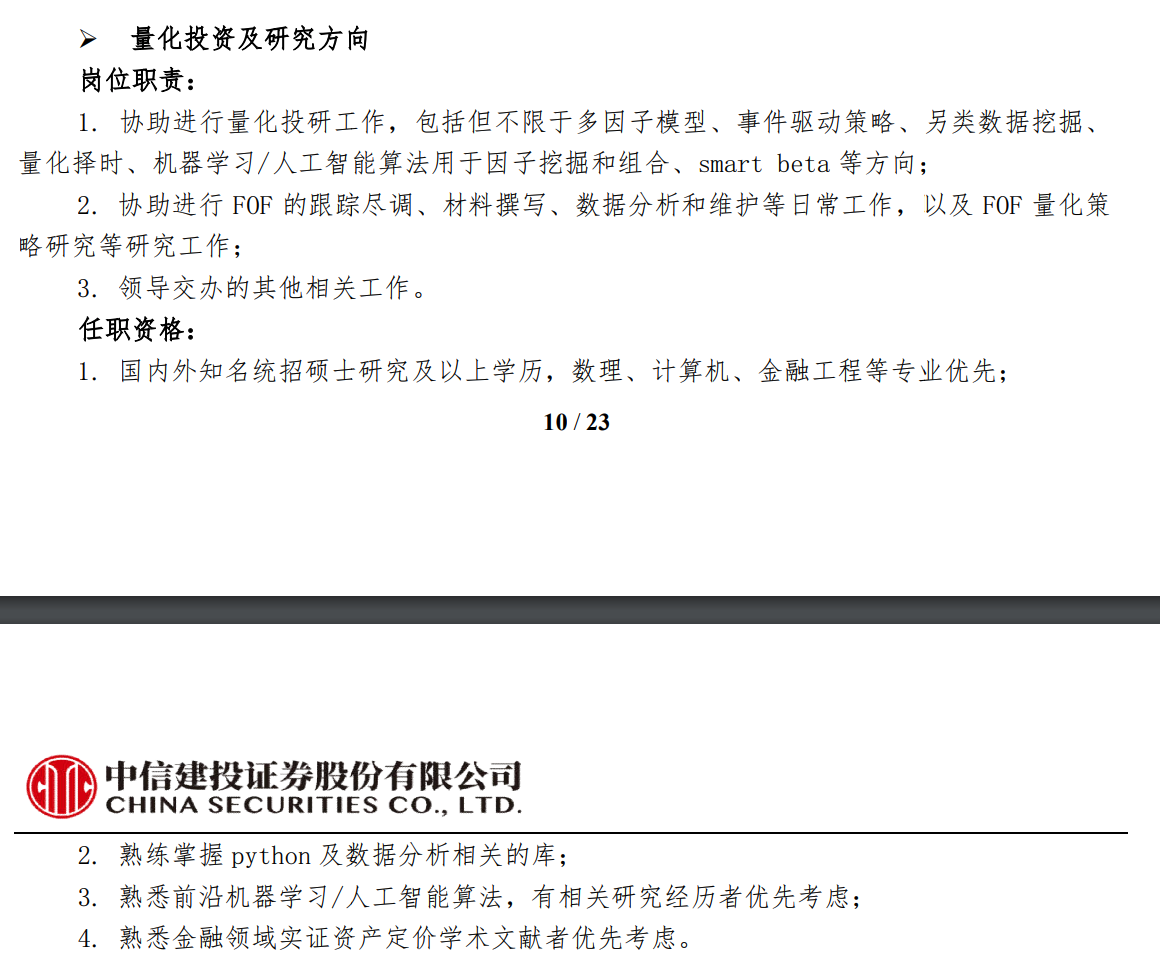 ➢ 量化投资及研究方向
岗位职责：
1. 协助进行量化投研工作，包括但不限于多因子模型、事件驱动策略、另类数据挖掘、
量化择时、机器学习/人工智能算法用于因子挖掘和组合、smart beta 等方向；
2. 协助进行 FOF 的跟踪尽调、材料撰写、数据分析和维护等日常工作，以及 FOF 量化策
略研究等研究工作；
3. 领导交办的其他相关工作。
任职资格：
1. 国内外知名统招硕士研究及以上学历，数理、计算机、金融工程等专业优先；
10 / 23
中信建投证券股份有限公司
CHINA SECURITIES CO., LTD.
2. 熟练掌握 python 及数据分析相关的库；
3. 熟悉前沿机器学习/人工智能算法，有相关研究经历者优先考虑；
4. 熟悉金融领域实证资产定价学术文献者优先考虑。